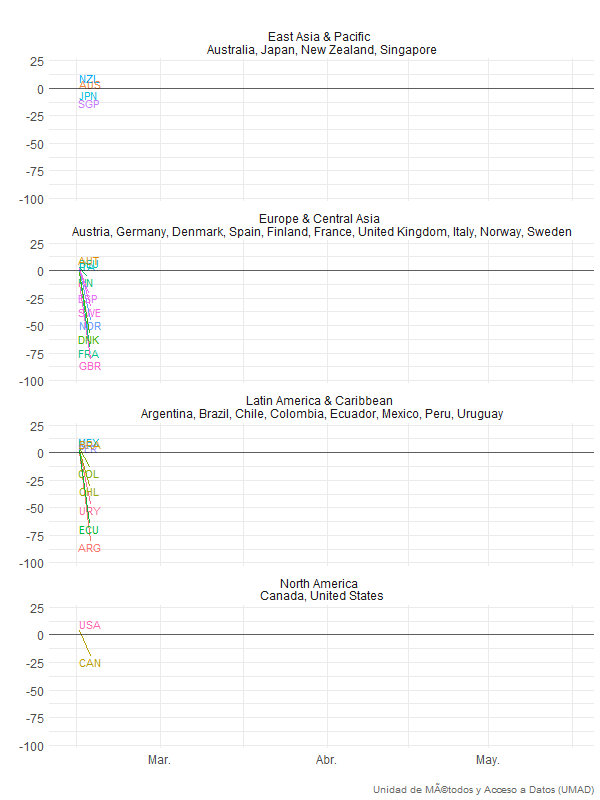 East Asia & Pacific
Australia, Japan, New Zealand, Singapore
25
NZL
AUS
0
JPN
SGP
-25
-50
-75
-100
Europe & Central Asia
Austria, Germany, Denmark, Spain, Finland, France, United Kingdom, Italy, Norway, Sweden
25
AUT
0
FIN
-25
ESP
SWE
-50
NOR
DNK
-75
FRA
GBR
-100
Latin America & Caribbean
Argentina, Brazil, Chile, Colombia, Ecuador, Mexico, Peru, Uruguay
25
MEX
BRA
PER
0
COL
-25
CHL
-50
URY
ECU
-75
ARG
-100
North America
Canada, United States
25
USA
0
CAN
-25
-50
-75
-100
Mar.
Abr.
May.
Unidad de MÃ©todos y Acceso a Datos (UMAD)